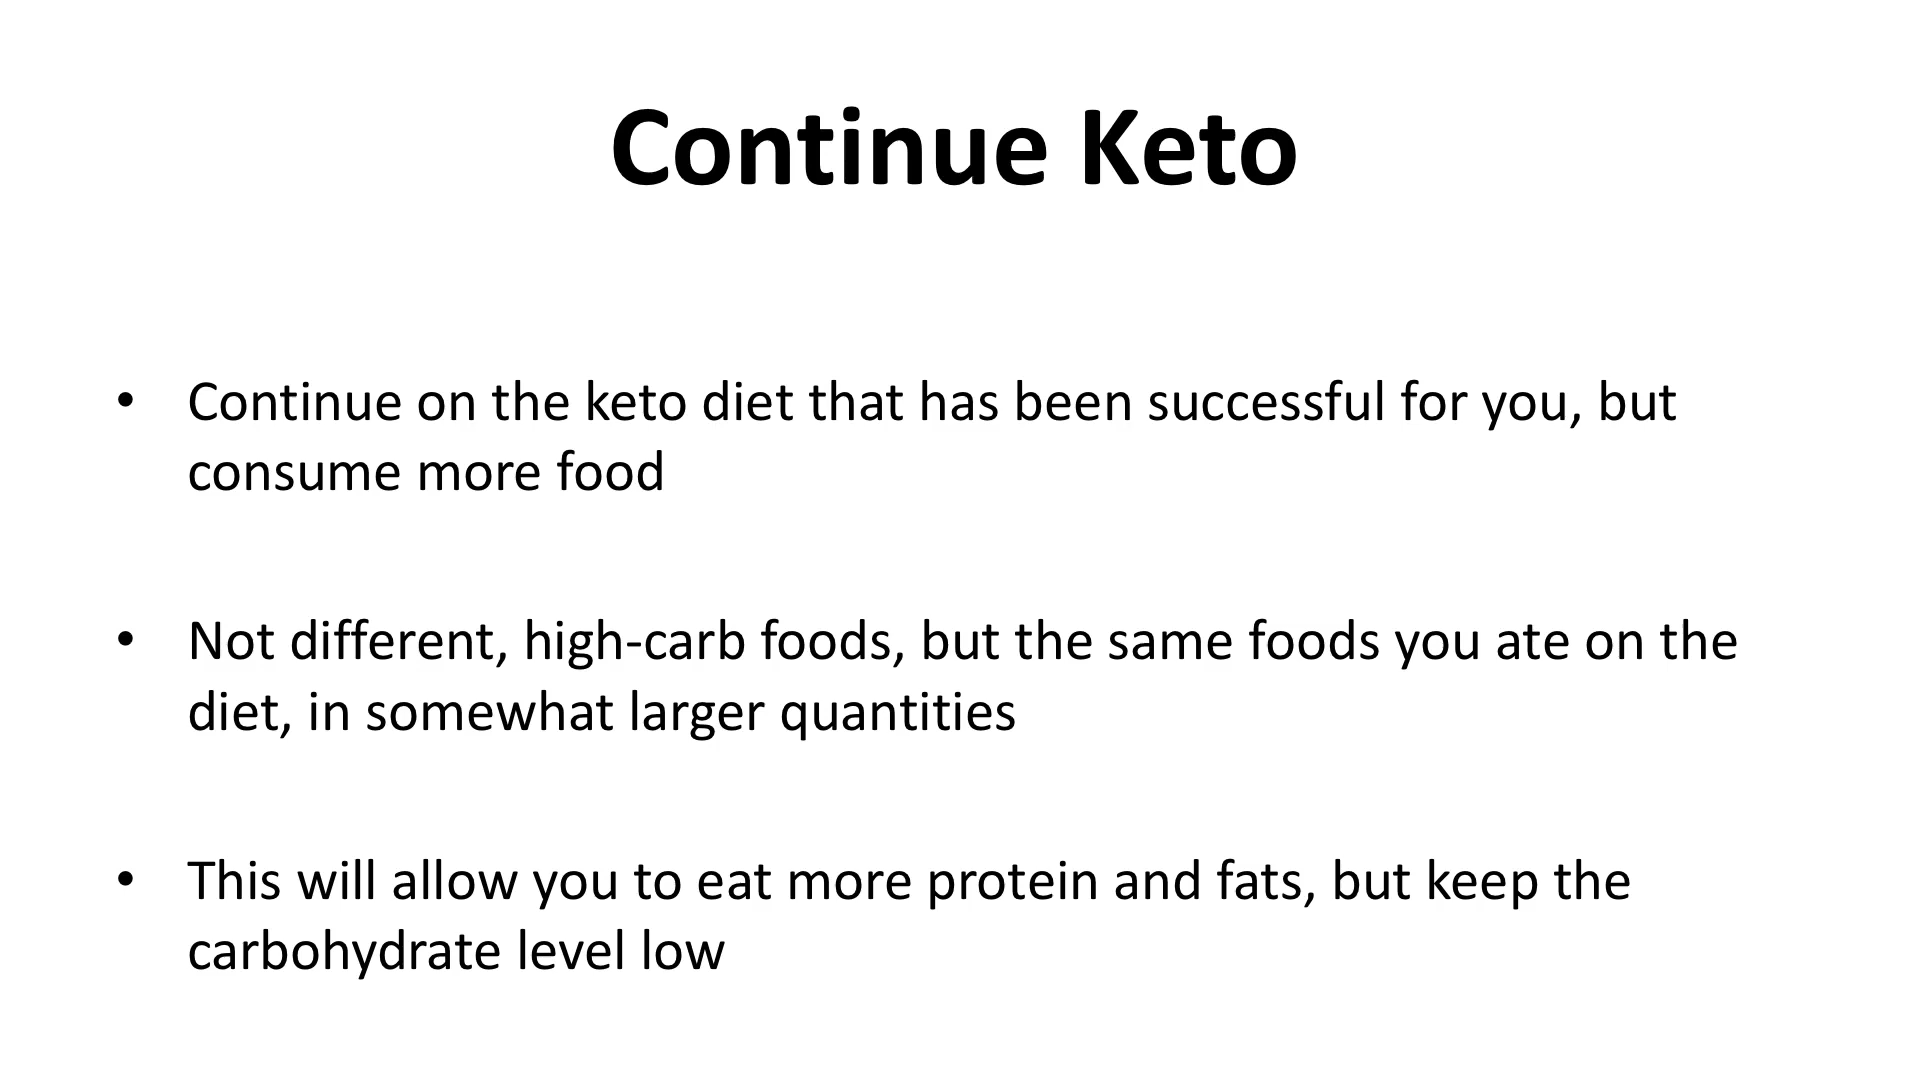 Continue Keto
• Continue on the keto diet that has been successful for you, but
consume more food
• Not different, high-carb foods, but the same foods you ate on the
diet, in somewhat larger quantities
• This will allow you to eat more protein and fats, but keep the
carbohydrate level low